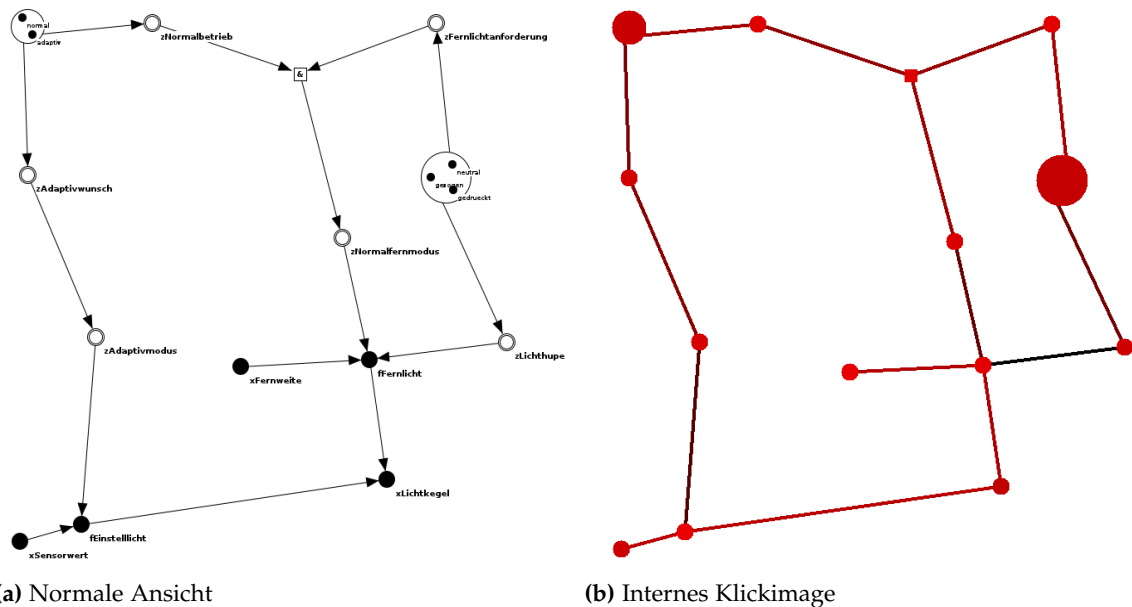 normal
adaptiv
zNormalbetrieb
zFernlichtanforderung
&
neutral
gezogen
gedrueckt
zAdaptivwunsch
zNormalfernmodus
zAdaptivmodus
zLichthupe
xFernweite
fFernlicht
xLichtkegel
fEinstelllicht
xSensorwert
(a) Normale Ansicht
(b) Internes Klickimage